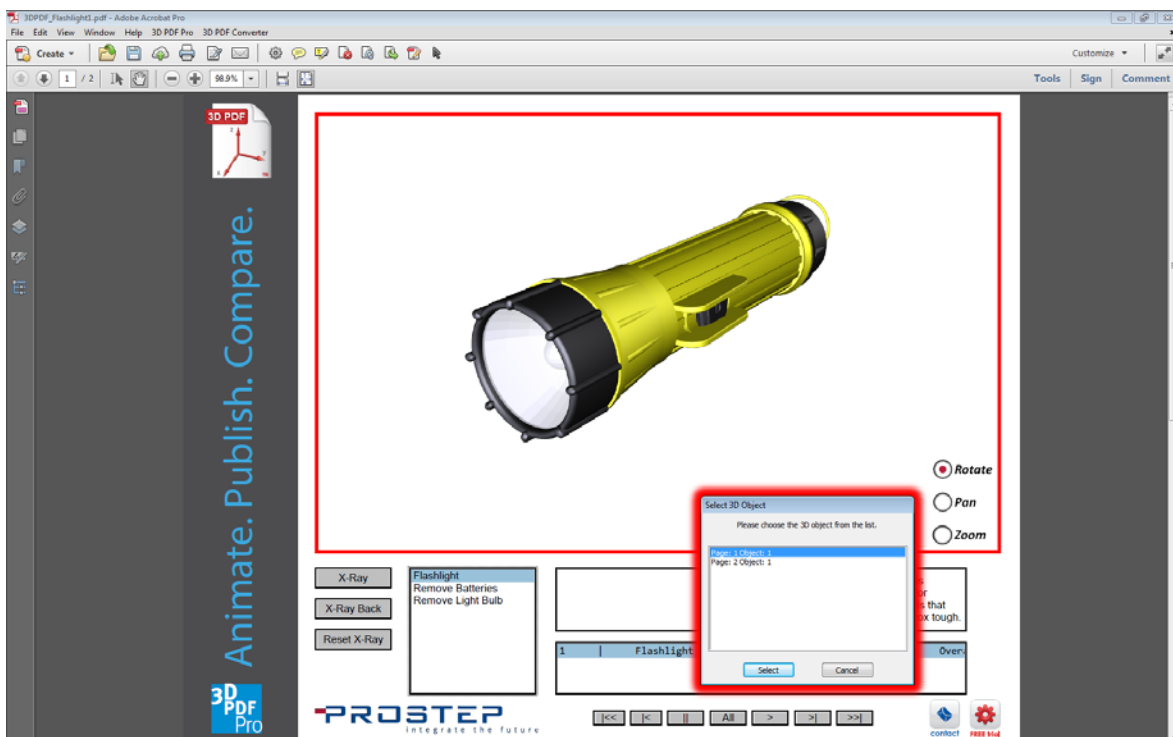 3DPDF_Flashlight1.pdf - Adobe Acrobat Pro
File Edit View Window Help 3D PDF Pro 3D PDF Converter
Create
Customize
1 / 2
98.9%
Tools Sign Comment
3D PDF
z
y
x
Animate. Publish. Compare.
Rotate
Pan
Zoom
Select 3D Object
Please choose the 3D object from the list.
Page: 1 Object: 1
Page: 2 Object: 1
Select Cancel
X-Ray
X-Ray Back
Reset X-Ray
Flashlight
Remove Batteries
Remove Light Bulb
s that
ox tough.
1 | Flashlight
Over
3D PDF Pro
PROSTEP
integrate the future
|<< |< || All > >| >>|
contact FREE trial